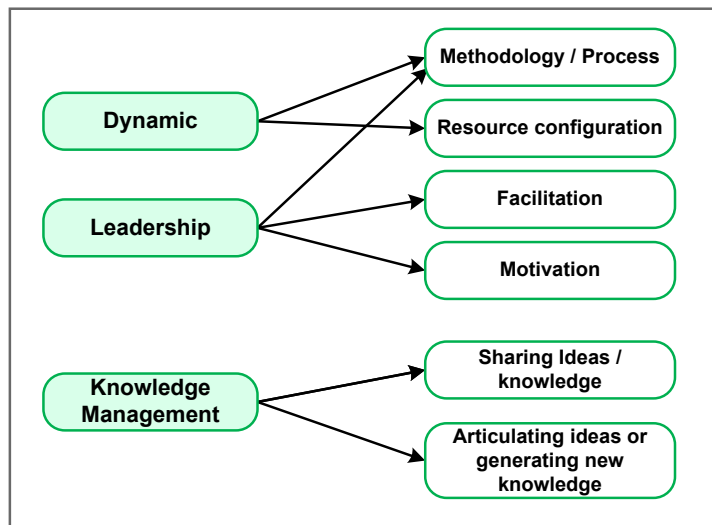 Dynamic
Leadership
Knowledge
Management
Methodology / Process
Resource configuration
Facilitation
Motivation
Sharing Ideas /
knowledge
Articulating ideas or
generating new
knowledge